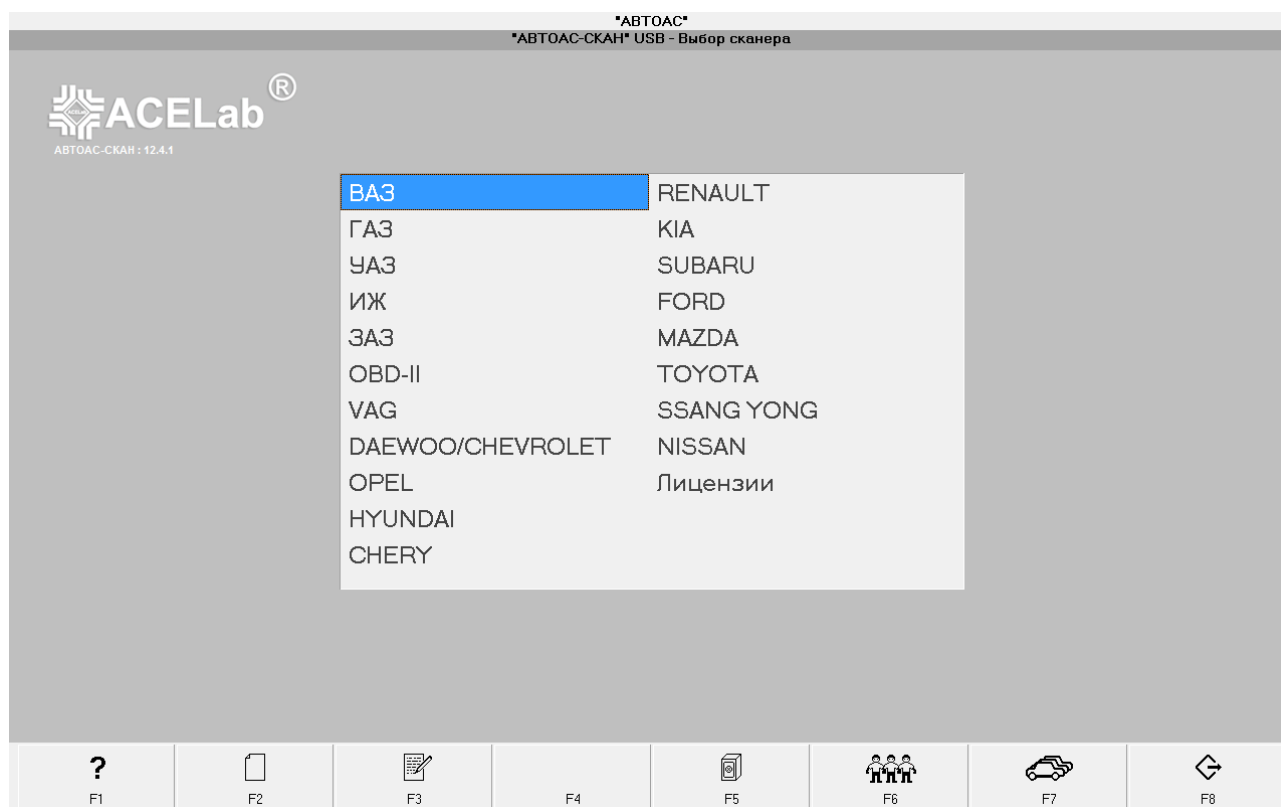 "АВТОАС"
"АВТОАС-СКАН" USB - Выбор сканера
ACELab®
АВТОАС-СКАН : 12.4.1
ВАЗ
ГАЗ
УАЗ
ИЖ
ЗАЗ
OBD-II
VAG
DAEWOO/CHEVROLET
OPEL
HYUNDAI
CHERY
RENAULT
KIA
SUBARU
FORD
MAZDA
TOYOTA
SSANG YONG
NISSAN
Лицензии
?
F1
F2
F3
F4
F5
F6
F7
F8